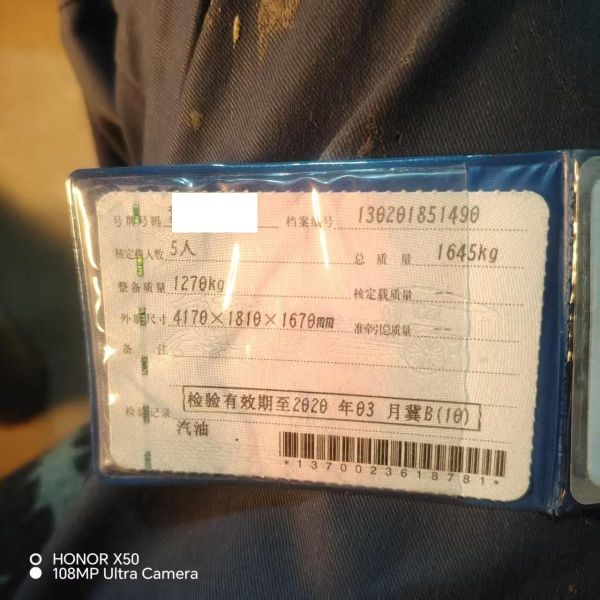 号牌号码 档案编号 130201851490
核定载人数 5人 总质量 1645kg
整备质量 1270kg 核定载质量 --
外廓尺寸 4170×1810×1670mm 准牵引总质量 --
备注
检验记录 检验有效期至2020 年03 月冀B(10)
汽油
*1370023618781*
HONOR X50
108MP Ultra Camera